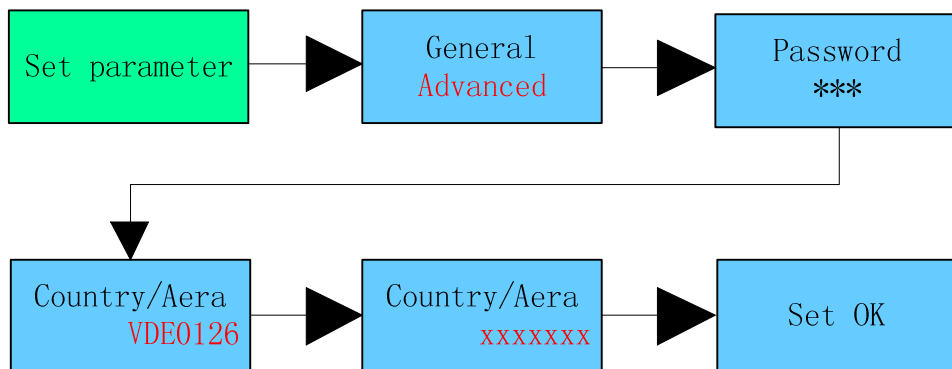 Set parameter
General
Advanced
Password
***
Country/Aera
VDE0126
Country/Aera
xxxxxxx
Set OK